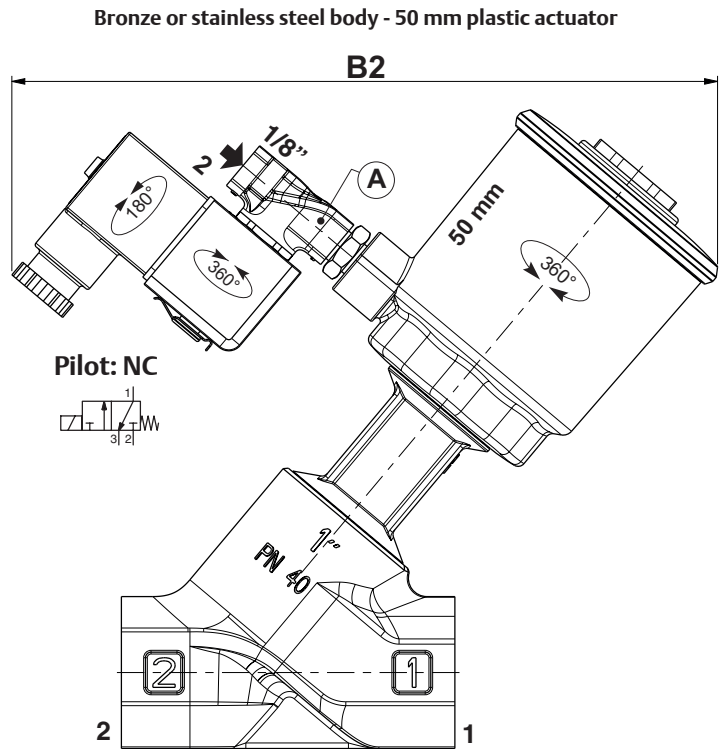 Bronze or stainless steel body - 50 mm plastic actuator
B2
2
1/8”
A
180°
360°
50 mm
360°
Pilot: NC
1
3 2
1"
PN 40
2
1
2
1